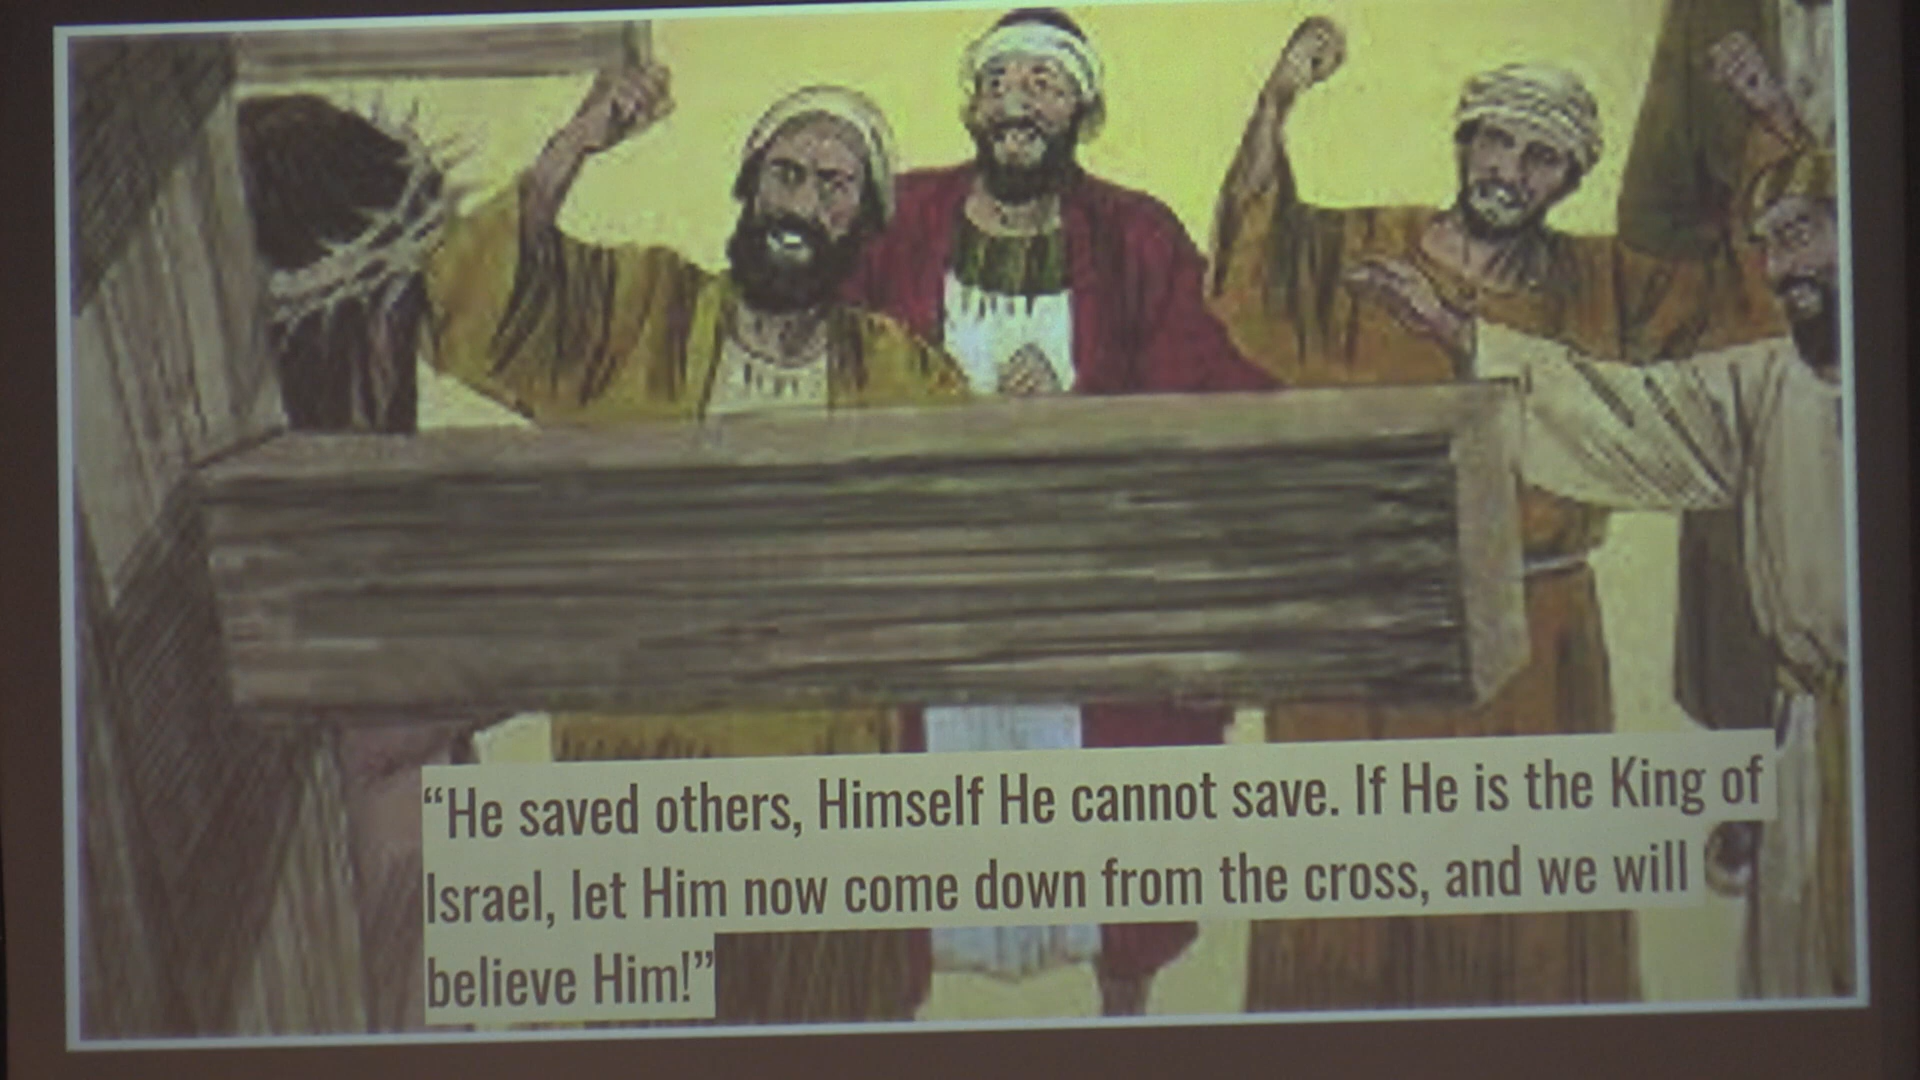 “He saved others, Himself He cannot save. If He is the King of
Israel, let Him now come down from the cross, and we will
believe Him!”